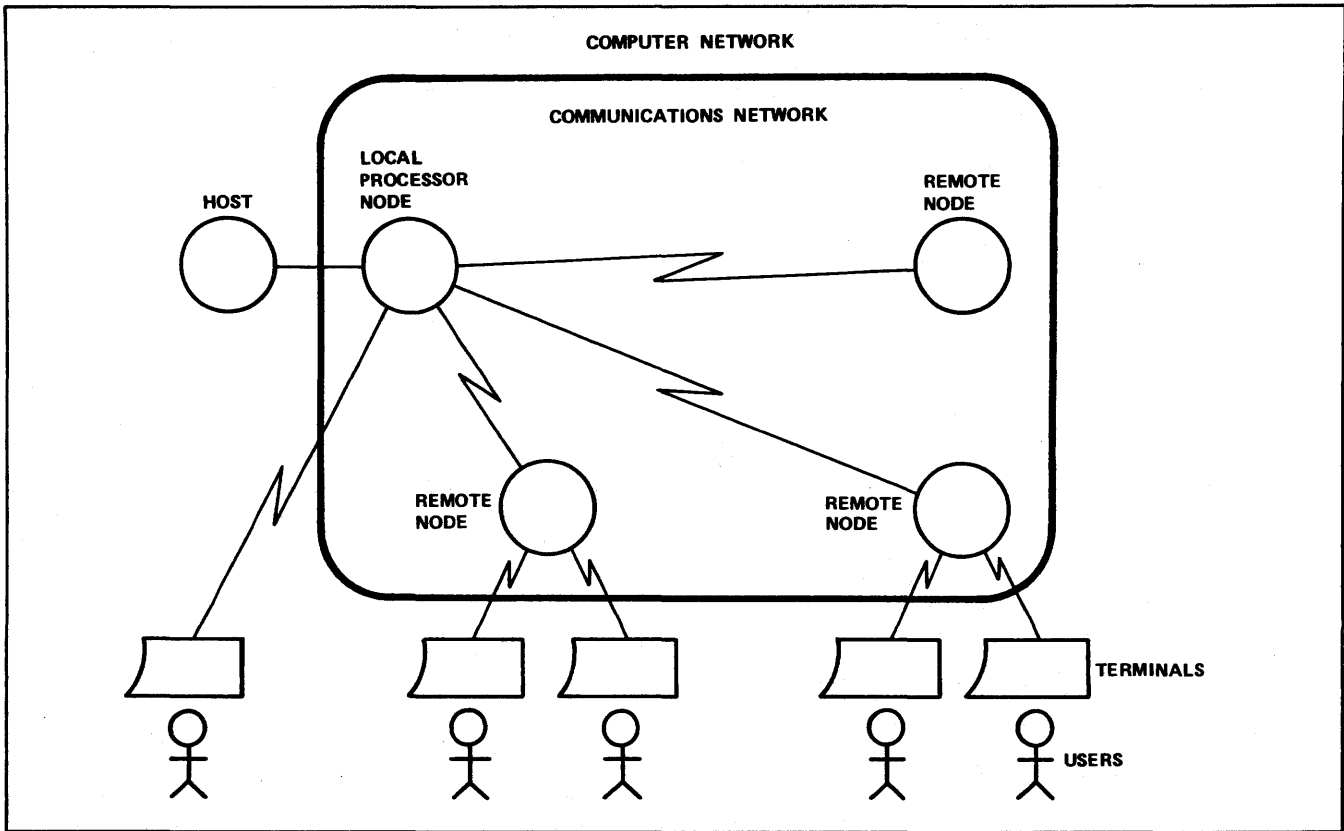 COMPUTER NETWORK
COMMUNICATIONS NETWORK
LOCAL
PROCESSOR
NODE
HOST
REMOTE
NODE
REMOTE
NODE
REMOTE
NODE
TERMINALS
USERS